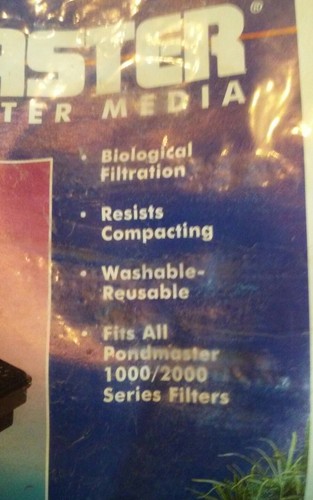 ASTER®
TER MEDIA
• Biological
Filtration
• Resists
Compacting
• Washable-
Reusable
• Fits All
Pondmaster
1000/2000
Series Filters